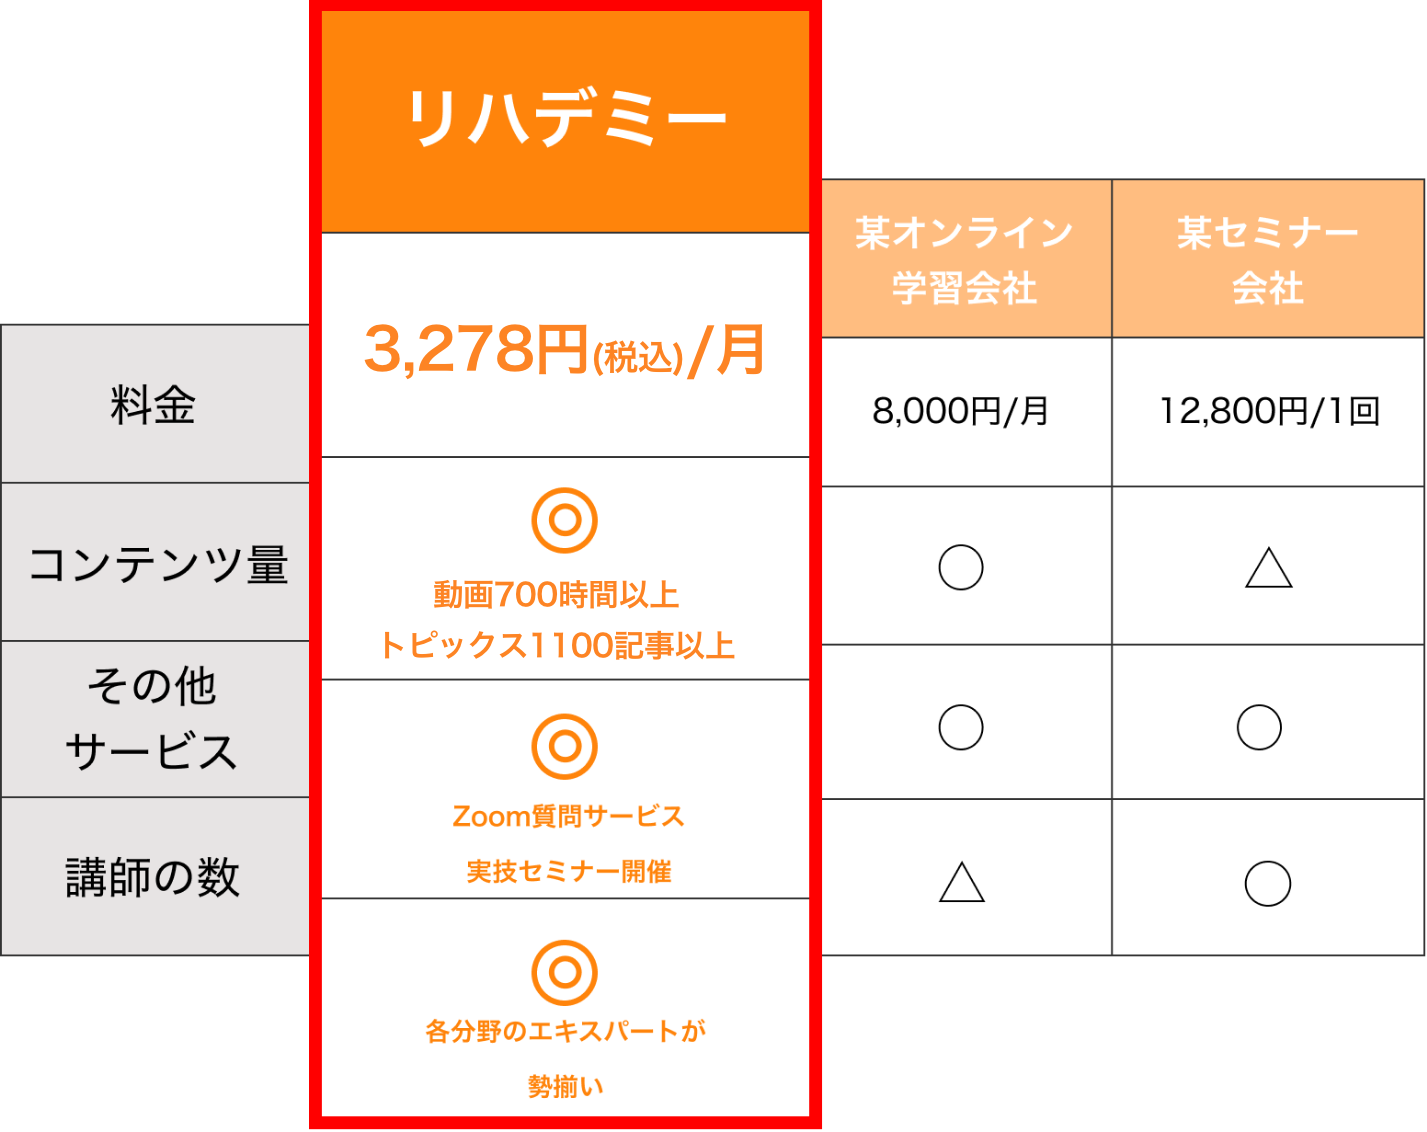 リハデミー
某オンライン
学習会社
某セミナー
会社
料金
3,278円(税込)/月
8,000円/月
12,800円/1回
コンテンツ量
◎
動画700時間以上
トピックス1100記事以上
○
△
その他
サービス
◎
Zoom質問サービス
実技セミナー開催
○
○
講師の数
◎
各分野のエキスパートが
勢揃い
△
○